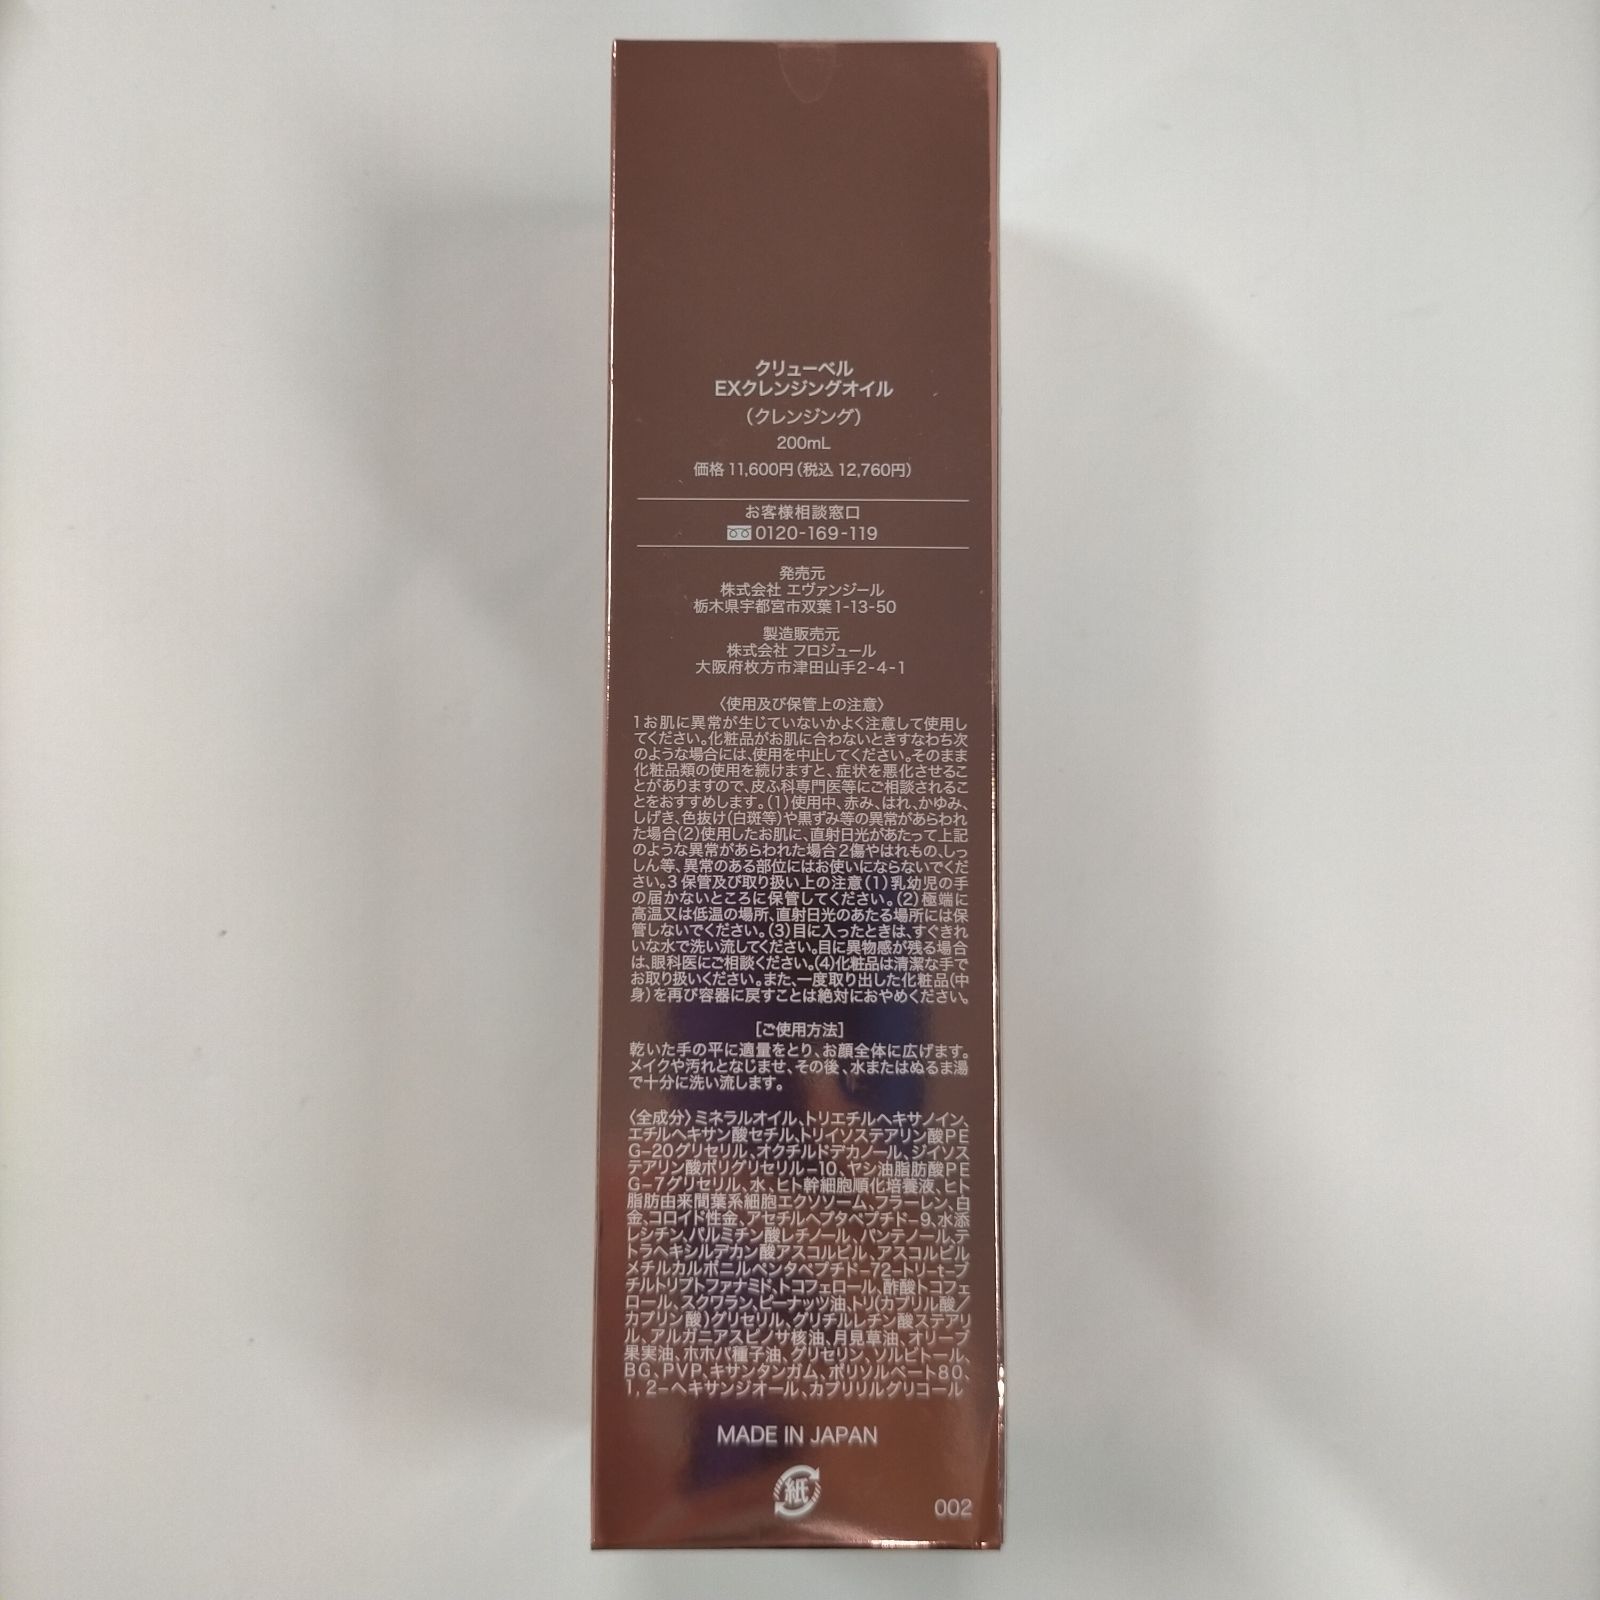 クリューベル
EXクレンジングオイル
(クレンジング)
200mL
価格 11,600円(税込 12,760円)
お客様相談窓口
0120-169-119
発売元
株式会社 エヴァンジール
栃木県宇都宮市双葉1-13-50
製造販売元
株式会社 フロジュール
大阪府枚方市津田山手2-4-1
〈使用及び保管上の注意〉
1お肌に異常が生じていないかよく注意して使用し
てください。化粧品がお肌に合わないときすなわち次
のような場合には、使用を中止してください。そのまま
化粧品類の使用を続けますと、症状を悪化させるこ
とがありますので、皮ふ科専門医等にご相談されるこ
とをおすすめします。(1)使用中、赤み、はれ、かゆみ、
しげき、色抜け(白斑等)や黒ずみ等の異常があらわれ
た場合(2)使用したお肌に、直射日光があたって上記
のような異常があらわれた場合2傷やはれもの、しっ
しん等、異常のある部位にはお使いにならないでくだ
さい。3 保管及び取り扱い上の注意(1)乳幼児の手
の届かないところに保管してください。(2)極端に
高温又は低温の場所、直射日光のあたる場所には保
管しないでください。(3)目に入ったときは、すぐきれ
いな水で洗い流してください。目に異物感が残る場合
は、眼科医にご相談ください。(4)化粧品は清潔な手で
お取り扱いください。また、一度取り出した化粧品(中
身)を再び容器に戻すことは絶対におやめください。
[ご使用方法]
乾いた手の平に適量をとり、お顔全体に広げます。
メイクや汚れとなじませ、その後、水またはぬるま湯
で十分に洗い流します。
〈全成分〉ミネラルオイル、トリエチルヘキサノイン、
エチルヘキサン酸セチル、トリイソステアリン酸PE
G-20グリセリル、オクチルドデカノール、ジイソス
テアリン酸ポリグリセリル-10、ヤシ油脂肪酸PE
G-7グリセリル、水、ヒト幹細胞順化培養液、ヒト
脂肪由来間葉系細胞エクソソーム、フラーレン、白
金、コロイド性金、アセチルヘプタペプチド-9、水添
レシチン、パルミチン酸レチノール、パンテノール、テ
トラヘキシルデカン酸アスコルビル、アスコルビル
メチルカルボニルペンタペプチド-72-トリ-t-ブ
チルトリプトファナミド、トコフェロール、酢酸トコフェ
ロール、スクワラン、ピーナッツ油、トリ(カプリル酸/
カプリン酸)グリセリル、グリチルレチン酸ステアリ
ル、アルガニアスピノサ核油、月見草油、オリーブ
果実油、ホホバ種子油、グリセリン、ソルビトール、
BG、PVP、キサンタンガム、ポリソルベート80、
1,2-ヘキサンジオール、カプリリルグリコール
MADE IN JAPAN
紙
002